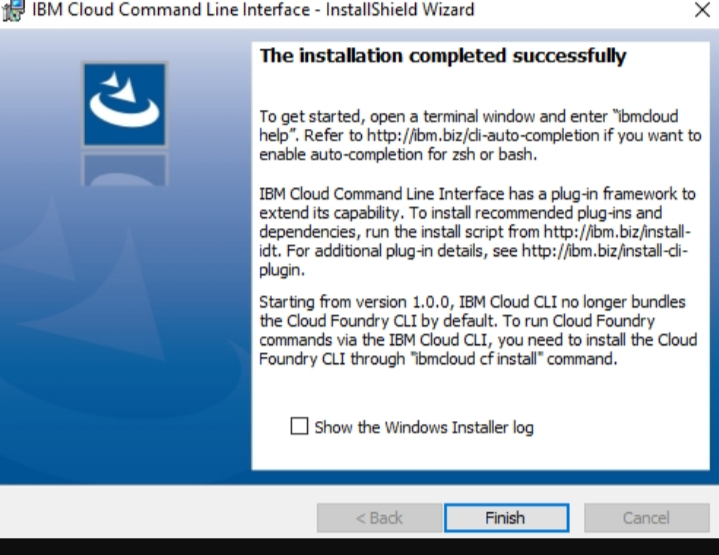 IBM Cloud Command Line Interface - InstallShield Wizard
The installation completed successfully
To get started, open a terminal window and enter "ibmcloud
help". Refer to http://ibm.biz/cli-auto-completion if you want to
enable auto-completion for zsh or bash.
IBM Cloud Command Line Interface has a plug-in framework to
extend its capability. To install recommended plug-ins and
dependencies, run the install script from http://ibm.biz/install-
idt. For additional plug-in details, see http://ibm.biz/install-cli-
plugin.
Starting from version 1.0.0, IBM Cloud CLI no longer bundles
the Cloud Foundry CLI by default. To run Cloud Foundry
commands via the IBM Cloud CLI, you need to install the Cloud
Foundry CLI through "ibmcloud cf install" command.
Show the Windows Installer log
< Back Finish Cancel